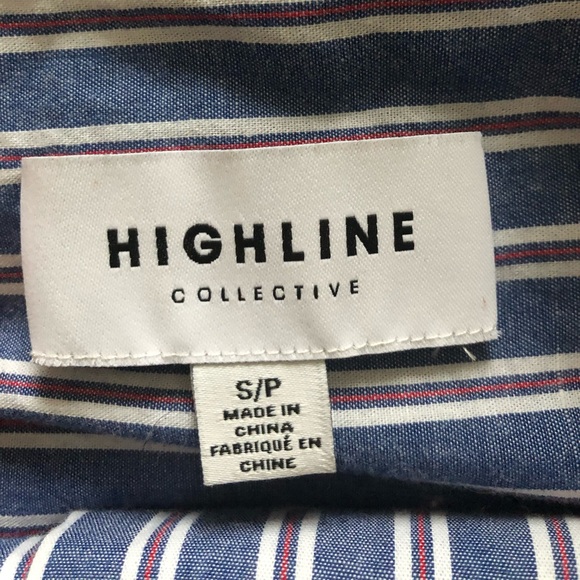 HIGHLINE
COLLECTIVE
S/P
MADE IN
CHINA
FABRIQUÉ EN
CHINE